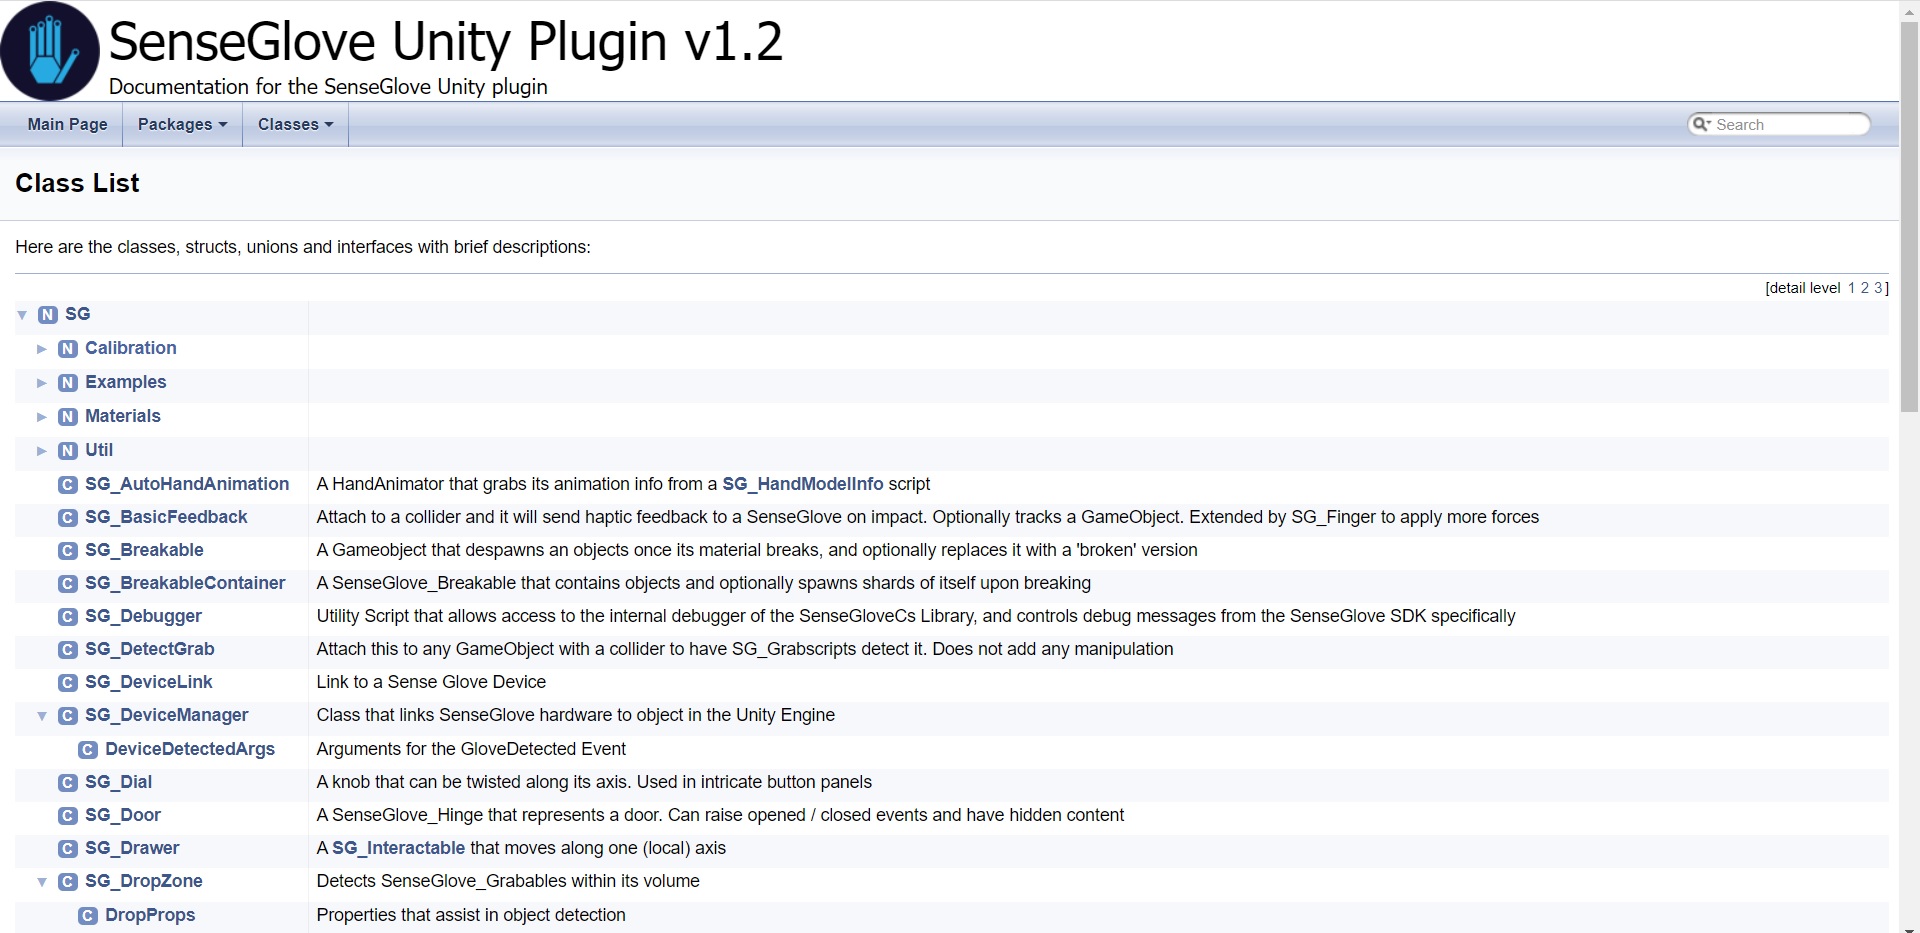 SenseGlove Unity Plugin v1.2
Documentation for the SenseGlove Unity plugin
Main Page Packages Classes Search
Class List
Here are the classes, structs, unions and interfaces with brief descriptions:
[detail level 1 2 3]
N SG
N Calibration
N Examples
N Materials
N Util
C SG_AutoHandAnimation A HandAnimator that grabs its animation info from a SG_HandModelInfo script
C SG_BasicFeedback Attach to a collider and it will send haptic feedback to a SenseGlove on impact. Optionally tracks a GameObject. Extended by SG_Finger to apply more forces
C SG_Breakable A Gameobject that despawns an objects once its material breaks, and optionally replaces it with a 'broken' version
C SG_BreakableContainer A SenseGlove_Breakable that contains objects and optionally spawns shards of itself upon breaking
C SG_Debugger Utility Script that allows access to the internal debugger of the SenseGloveCs Library, and controls debug messages from the SenseGlove SDK specifically
C SG_DetectGrab Attach this to any GameObject with a collider to have SG_Grabscripts detect it. Does not add any manipulation
C SG_DeviceLink Link to a Sense Glove Device
C SG_DeviceManager Class that links SenseGlove hardware to object in the Unity Engine
C DeviceDetectedArgs Arguments for the GloveDetected Event
C SG_Dial A knob that can be twisted along its axis. Used in intricate button panels
C SG_Door A SenseGlove_Hinge that represents a door. Can raise opened / closed events and have hidden content
C SG_Drawer A SG_Interactable that moves along one (local) axis
C SG_DropZone Detects SenseGlove_Grabables within its volume
C DropProps Properties that assist in object detection